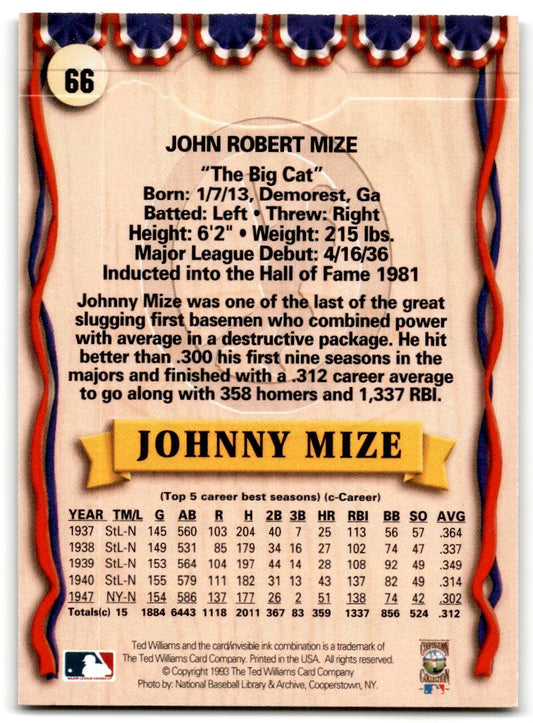 66
JOHN ROBERT MIZE
"The Big Cat"
Born: 1/7/13, Demorest, Ga
Batted: Left • Threw: Right
Height: 6'2" • Weight: 215 lbs.
Major League Debut: 4/16/36
Inducted into the Hall of Fame 1981
Johnny Mize was one of the last of the great
slugging first basemen who combined power
with average in a destructive package. He hit
better than .300 his first nine seasons in the
majors and finished with a .312 career average
to go along with 358 homers and 1,337 RBI.
JOHNNY MIZE
(Top 5 career best seasons) (c-Career)
YEAR TM/L G AB R H 2B 3B HR RBI BB SO AVG
1937 StL-N 145 560 103 204 40 7 25 113 56 57 .364
1938 StL-N 149 531 85 179 34 16 27 102 74 47 .337
1939 StL-N 153 564 104 197 44 14 28 108 92 49 .349
1940 StL-N 155 579 111 182 31 13 43 137 82 49 .314
1947 NY-N 154 586 137 177 26 2 51 138 74 42 .302
Totals(c) 15 1884 6443 1118 2011 367 83 359 1337 856 524 .312
Ted Williams and the card/invisible ink combination is a trademark of
The Ted Williams Card Company. Printed in the USA. All rights reserved.
© Copyright 1993 The Ted Williams Card Company
Photo by: National Baseball Library & Archive, Cooperstown, NY.
COOPERSTOWN
COLLECTION